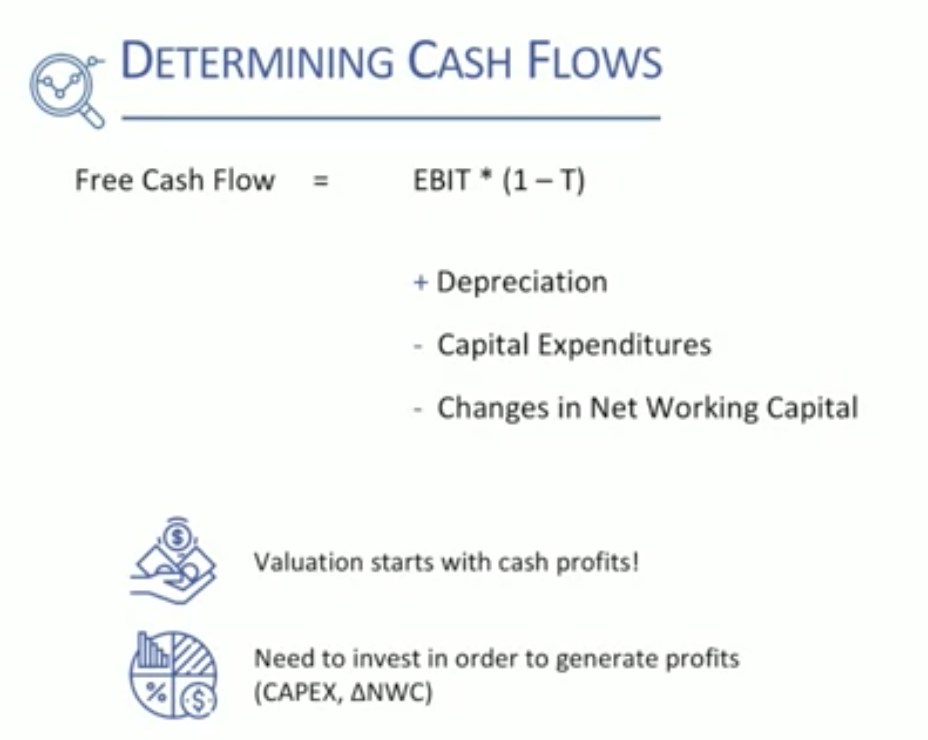 DETERMINING CASH FLOWS
Free Cash Flow = EBIT * (1 – T)
+ Depreciation
- Capital Expenditures
- Changes in Net Working Capital
$
Valuation starts with cash profits!
% $
Need to invest in order to generate profits
(CAPEX, ΔNWC)